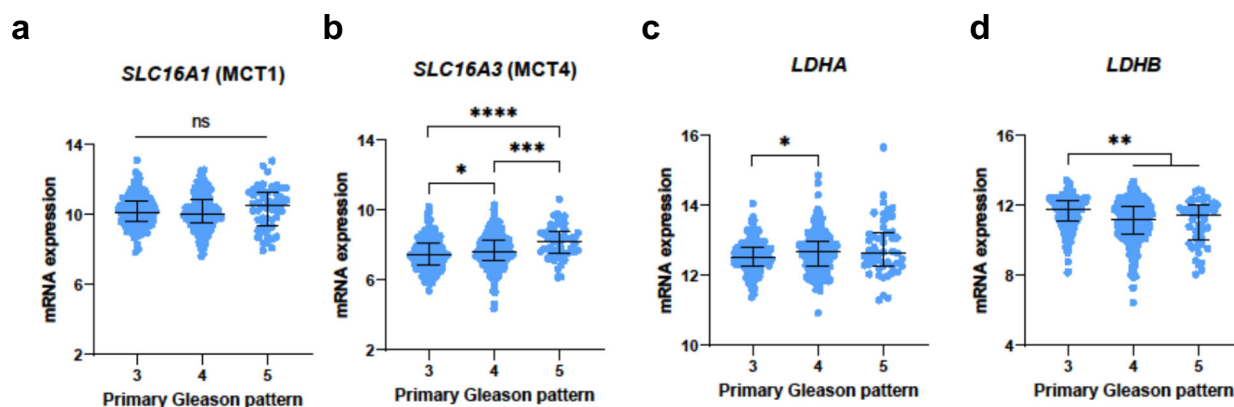 a
SLC16A1 (MCT1)
ns
14
10
6
2
mRNA expression
3 4 5
Primary Gleason pattern
b
SLC16A3 (MCT4)
****
*
***
14
10
6
2
mRNA expression
3 4 5
Primary Gleason pattern
c
LDHA
*
16
14
12
10
mRNA expression
3 4 5
Primary Gleason pattern
d
LDHB
**
16
12
8
4
mRNA expression
3 4 5
Primary Gleason pattern